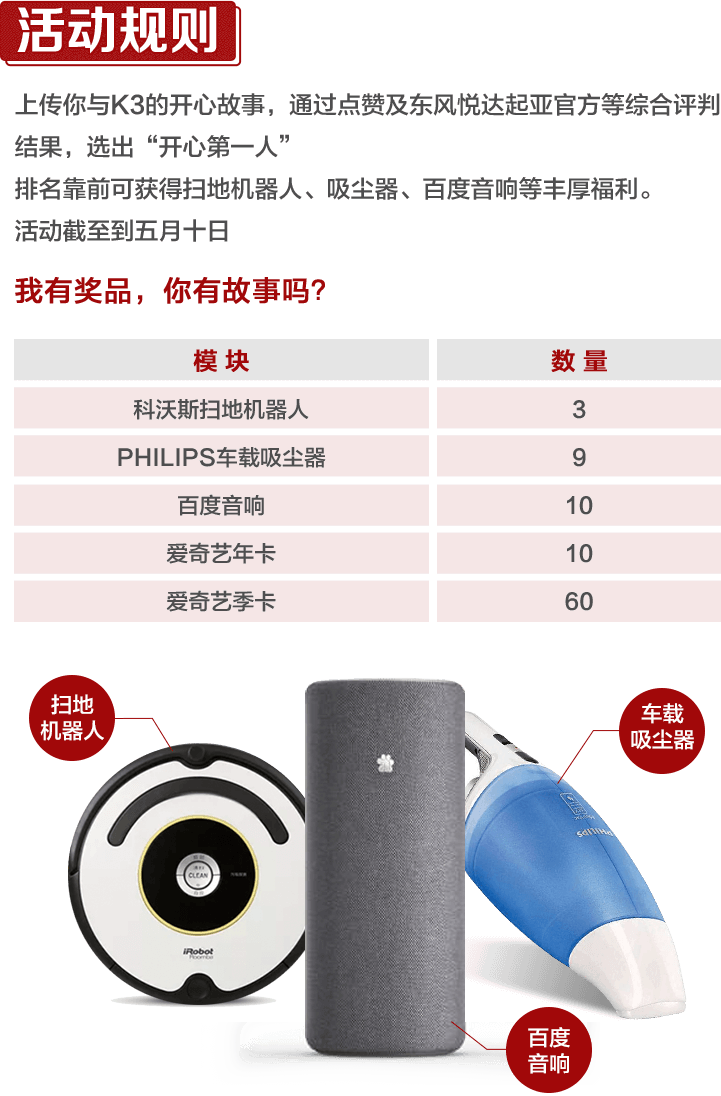 活动规则
上传你与K3的开心故事，通过点赞及东风悦达起亚官方等综合评判
结果，选出“开心第一人”
排名靠前可获得扫地机器人、吸尘器、百度音响等丰厚福利。
活动截至到五月十日
我有奖品，你有故事吗？
模块 数量
科沃斯扫地机器人 3
PHILIPS车载吸尘器 9
百度音响 10
爱奇艺年卡 10
爱奇艺季卡 60
扫地
机器人
车载
吸尘器
PHILIPS
CLEAN
iRobot
Roomba
百度
音响